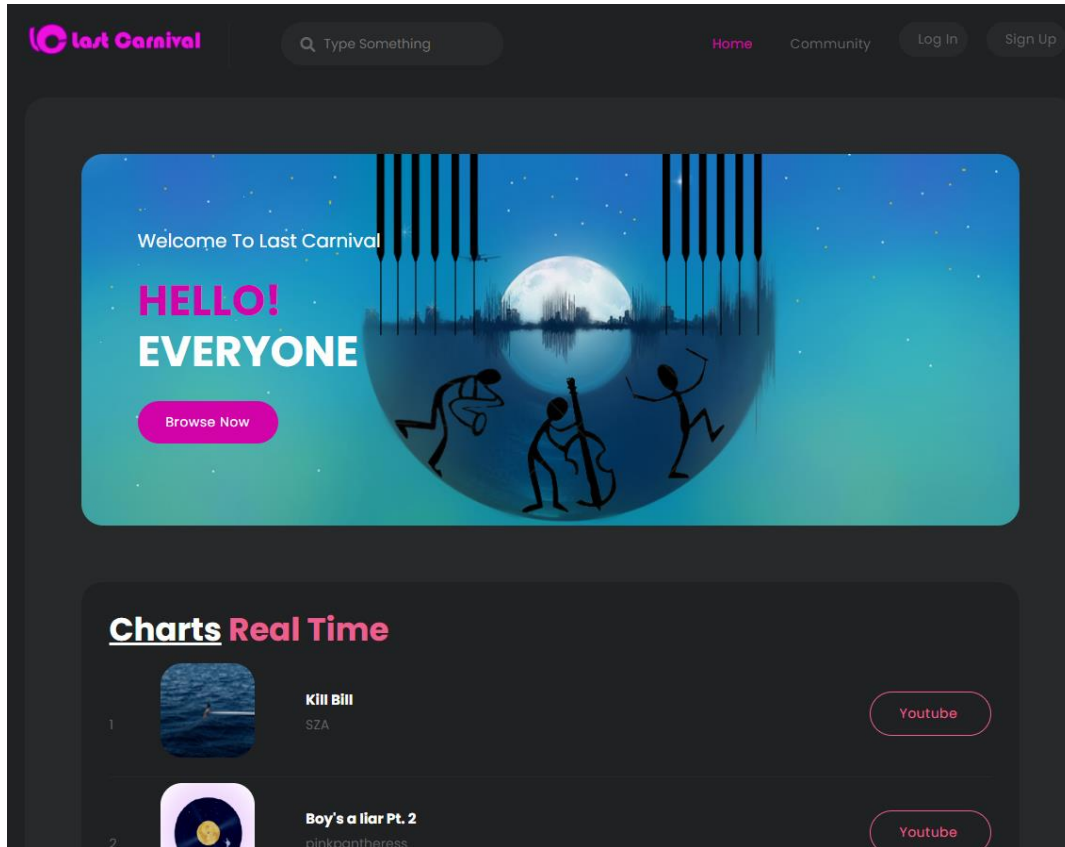 Last Carnival
Type Something
Home
Community
Log In
Sign Up
Welcome To Last Carnival
HELLO!
EVERYONE
Browse Now
Charts Real Time
1
Kill Bill
SZA
Youtube
2
Boy's a liar Pt. 2
pinkpantheress
Youtube